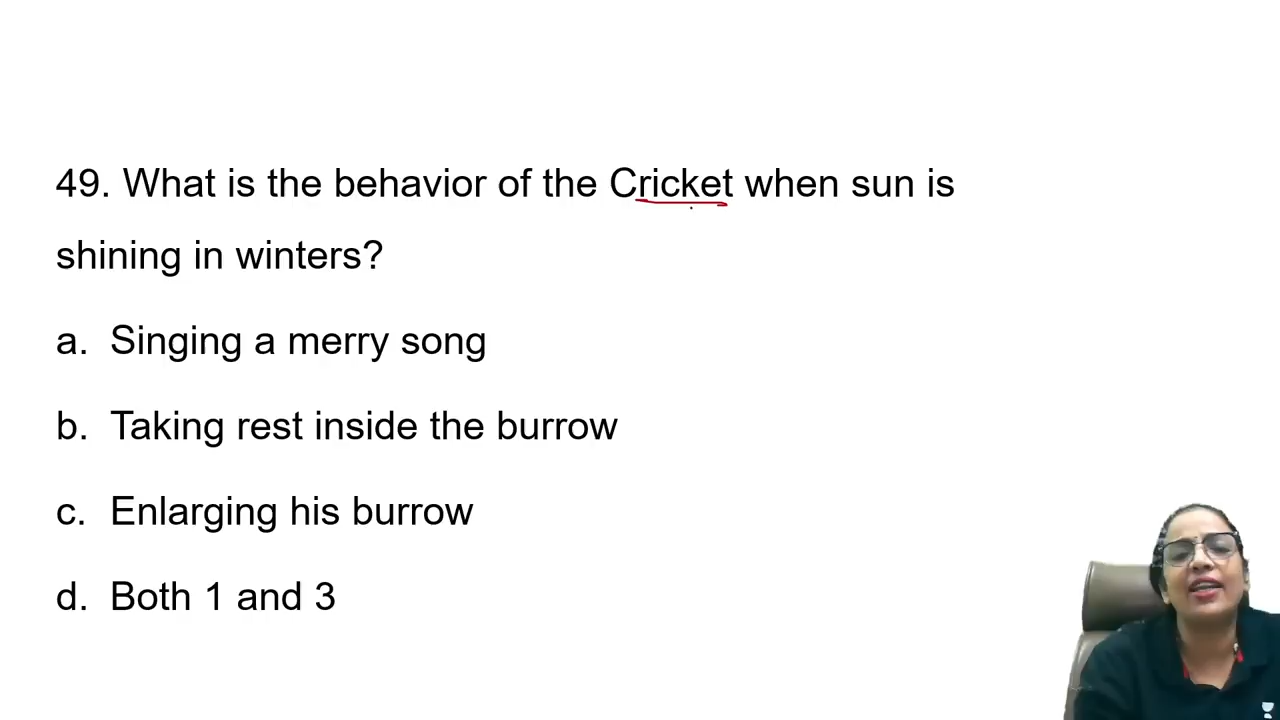 49. What is the behavior of the Cricket when sun is
shining in winters?
a. Singing a merry song
b. Taking rest inside the burrow
c. Enlarging his burrow
d. Both 1 and 3